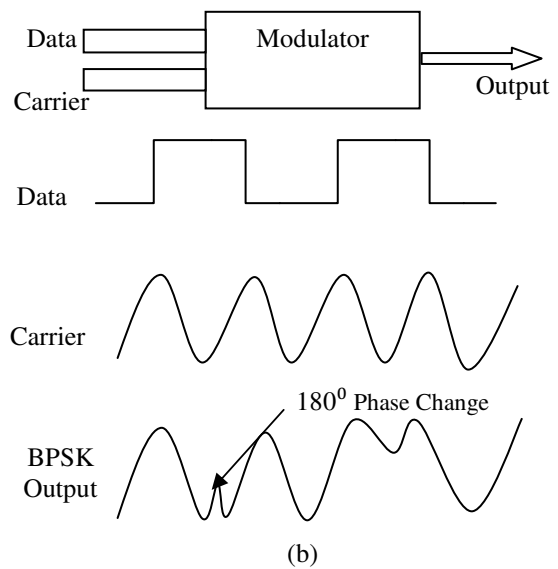 Data
Modulator
Carrier
Output
Data
Carrier
180⁰ Phase Change
BPSK
Output
(b)